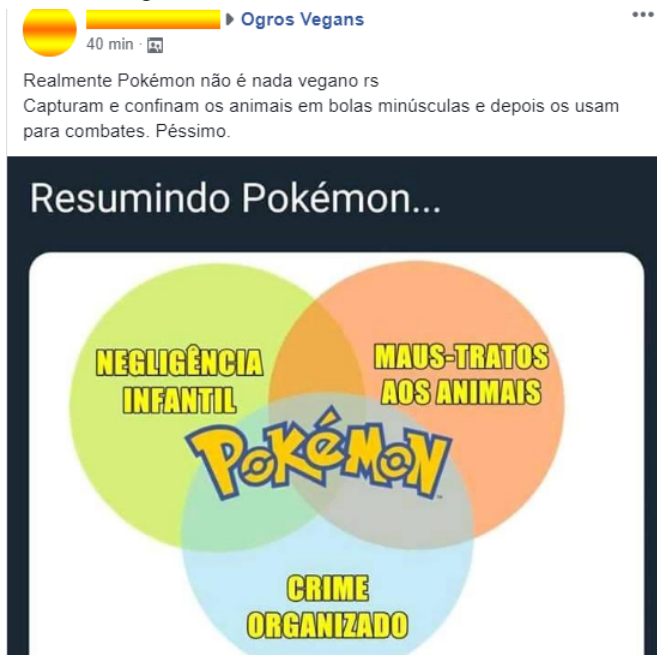 Ogros Vegans
40 min
Realmente Pokémon não é nada vegano rs
Capturam e confinam os animais em bolas minúsculas e depois os usam
para combates. Péssimo.
Resumindo Pokémon...
NEGLIGÊNCIA
INFANTIL
MAUS-TRATOS
AOS ANIMAIS
POKéMON
CRIME
ORGANIZADO